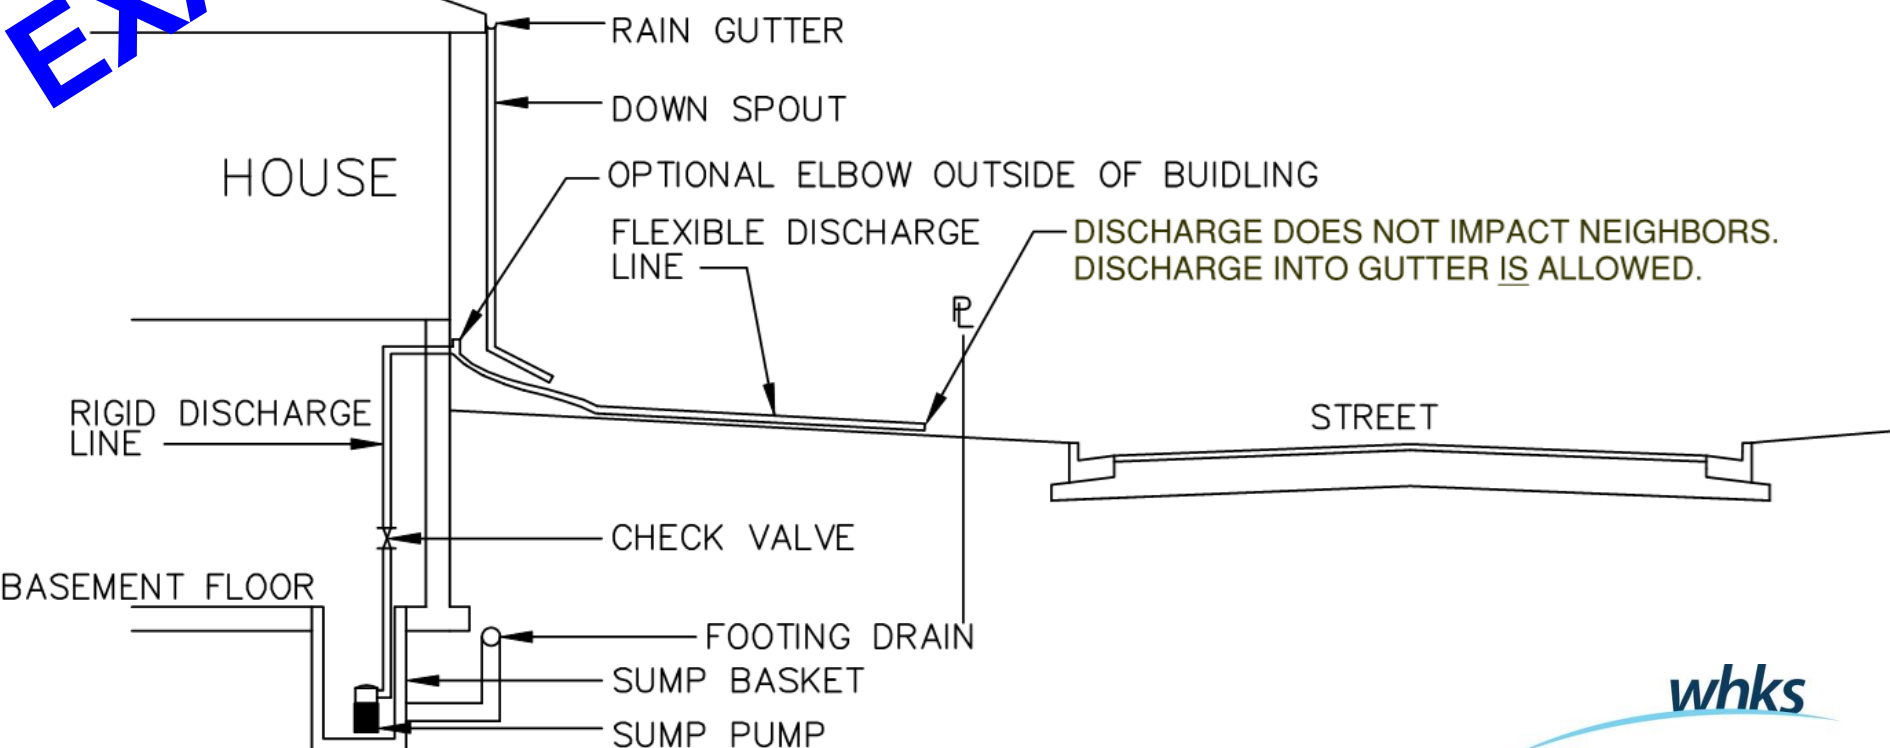 RAIN GUTTER
DOWN SPOUT
HOUSE
OPTIONAL ELBOW OUTSIDE OF BUIDLING
FLEXIBLE DISCHARGE
LINE
DISCHARGE DOES NOT IMPACT NEIGHBORS.
DISCHARGE INTO GUTTER IS ALLOWED.
PL
RIGID DISCHARGE
LINE
STREET
CHECK VALVE
BASEMENT FLOOR
FOOTING DRAIN
SUMP BASKET
SUMP PUMP
whks